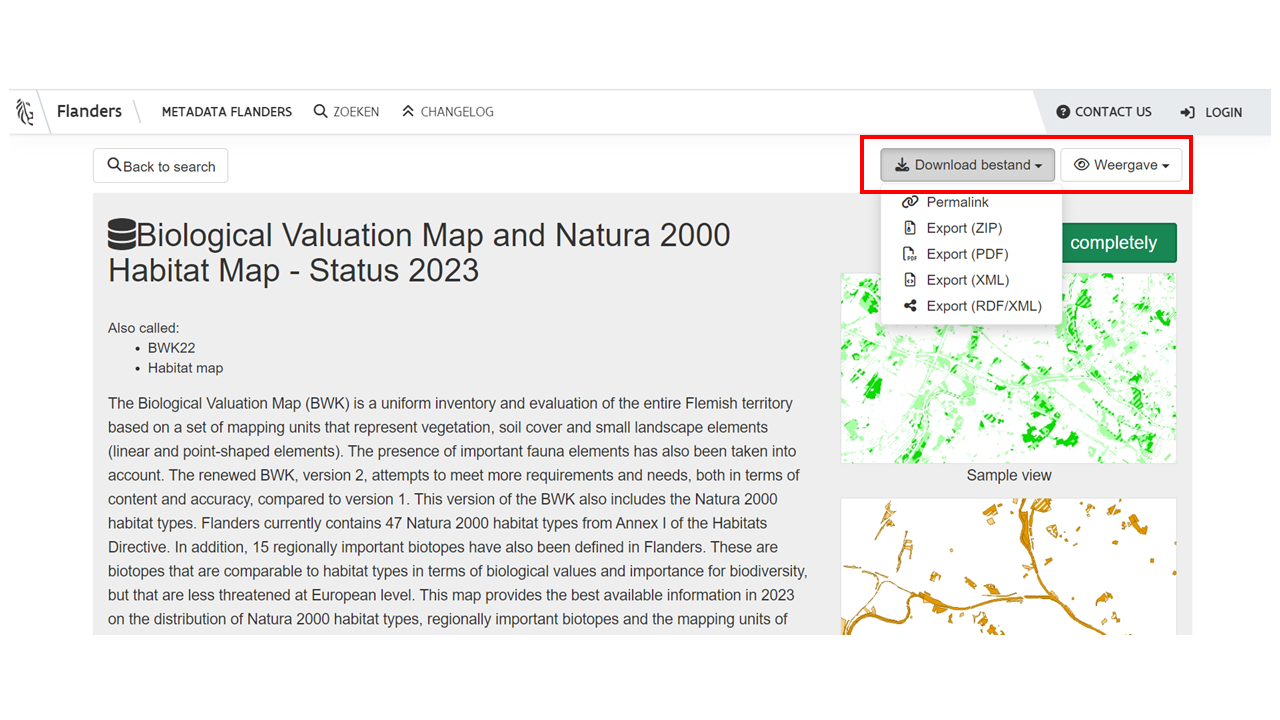 Flanders
METADATA FLANDERS
ZOEKEN
CHANGELOG
CONTACT US
LOGIN
Back to search
Download bestand
Weergave
Permalink
Export (ZIP)
Export (PDF)
Export (XML)
Export (RDF/XML)
completely
Biological Valuation Map and Natura 2000
Habitat Map - Status 2023
Also called:
• BWK22
• Habitat map
The Biological Valuation Map (BWK) is a uniform inventory and evaluation of the entire Flemish territory
based on a set of mapping units that represent vegetation, soil cover and small landscape elements
(linear and point-shaped elements). The presence of important fauna elements has also been taken into
account. The renewed BWK, version 2, attempts to meet more requirements and needs, both in terms of
content and accuracy, compared to version 1. This version of the BWK also includes the Natura 2000
habitat types. Flanders currently contains 47 Natura 2000 habitat types from Annex I of the Habitats
Directive. In addition, 15 regionally important biotopes have also been defined in Flanders. These are
biotopes that are comparable to habitat types in terms of biological values and importance for biodiversity,
but that are less threatened at European level. This map provides the best available information in 2023
on the distribution of Natura 2000 habitat types, regionally important biotopes and the mapping units of
Sample view